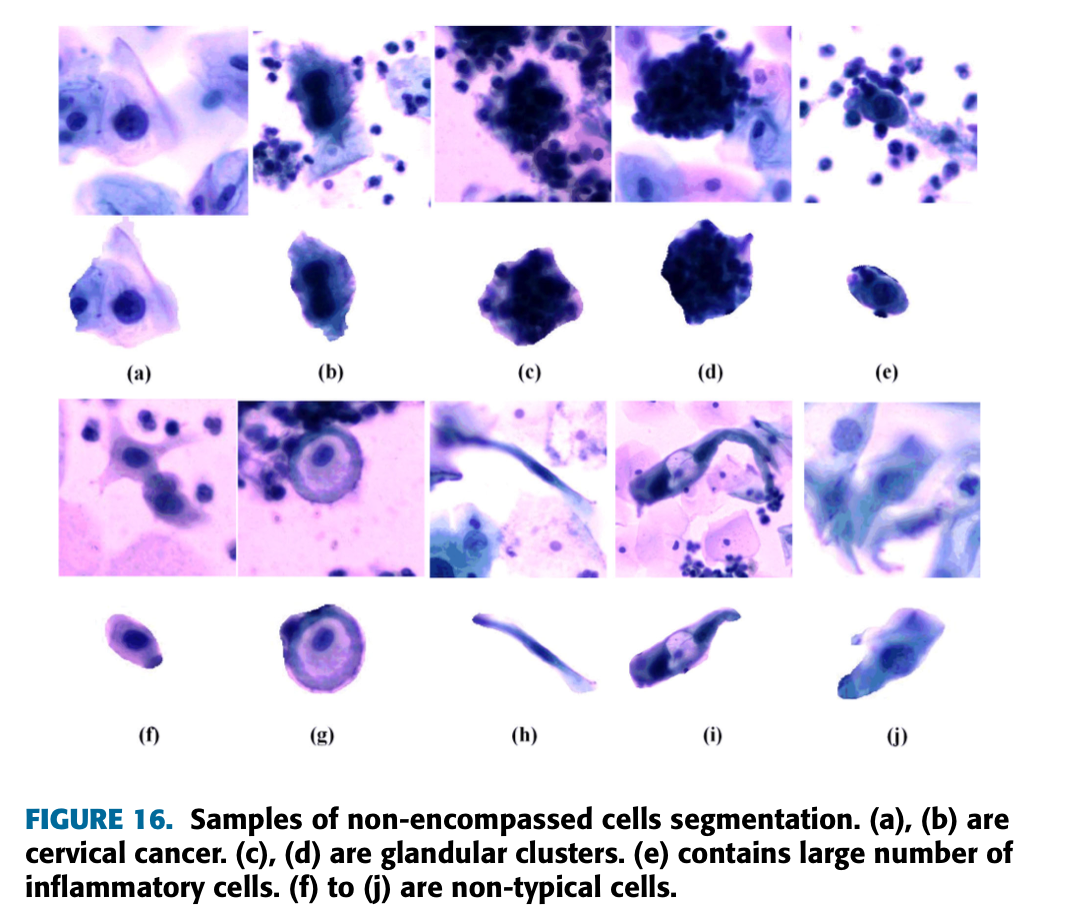 (a) (b) (c) (d) (e)
(f) (g) (h) (i) (j)
FIGURE 16. Samples of non-encompassed cells segmentation. (a), (b) are
cervical cancer. (c), (d) are glandular clusters. (e) contains large number of
inflammatory cells. (f) to (j) are non-typical cells.